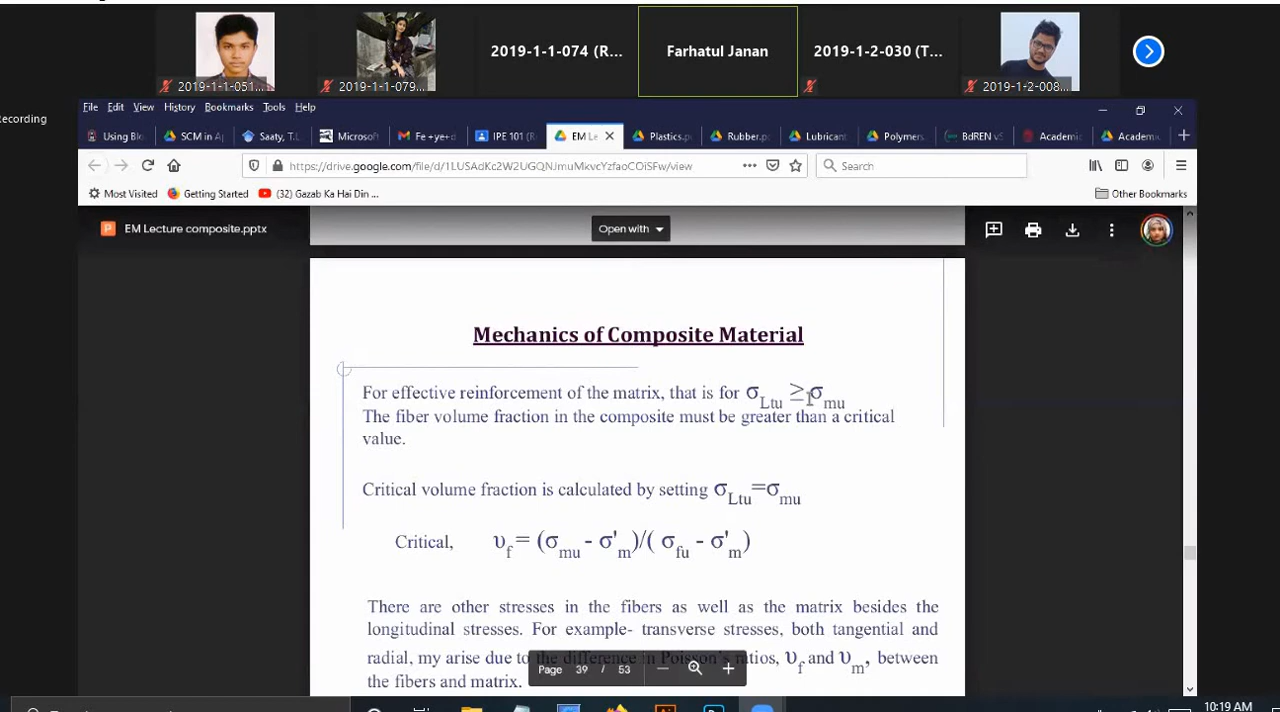 2019-1-1-051...
2019-1-1-079...
2019-1-1-074 (R...
Farhatul Janan
2019-1-2-030 (T...
2019-1-2-008...
Recording
File Edit View History Bookmarks Tools Help
Using Bl
SCM in A
Saaty, T.L
Microsof
Fe +ye+d
IPE 101 (R
EM Le
Plastics.p
Rubber.p
Lubricant
Polymers
BdREN vS
Academi
Academi
https://drive.google.com/file/d/1LUSAdKc2W2UGQNJmuMkvcYzfaoCOiSFw/view
Search
Most Visited
Getting Started
(32) Gazab Ka Hai Din ...
Other Bookmarks
EM Lecture composite.pptx
Open with
Mechanics of Composite Material
For effective reinforcement of the matrix, that is for σLtu ≥ σmu
The fiber volume fraction in the composite must be greater than a critical
value.
Critical volume fraction is calculated by setting σLtu=σmu
Critical, υf = (σmu - σ'm)/( σfu - σ'm)
There are other stresses in the fibers as well as the matrix besides the
longitudinal stresses. For example- transverse stresses, both tangential and
radial, my arise due to the difference in Poisson's ratios, υf and υm, between
the fibers and matrix.
Page 39 / 53
10:19 AM